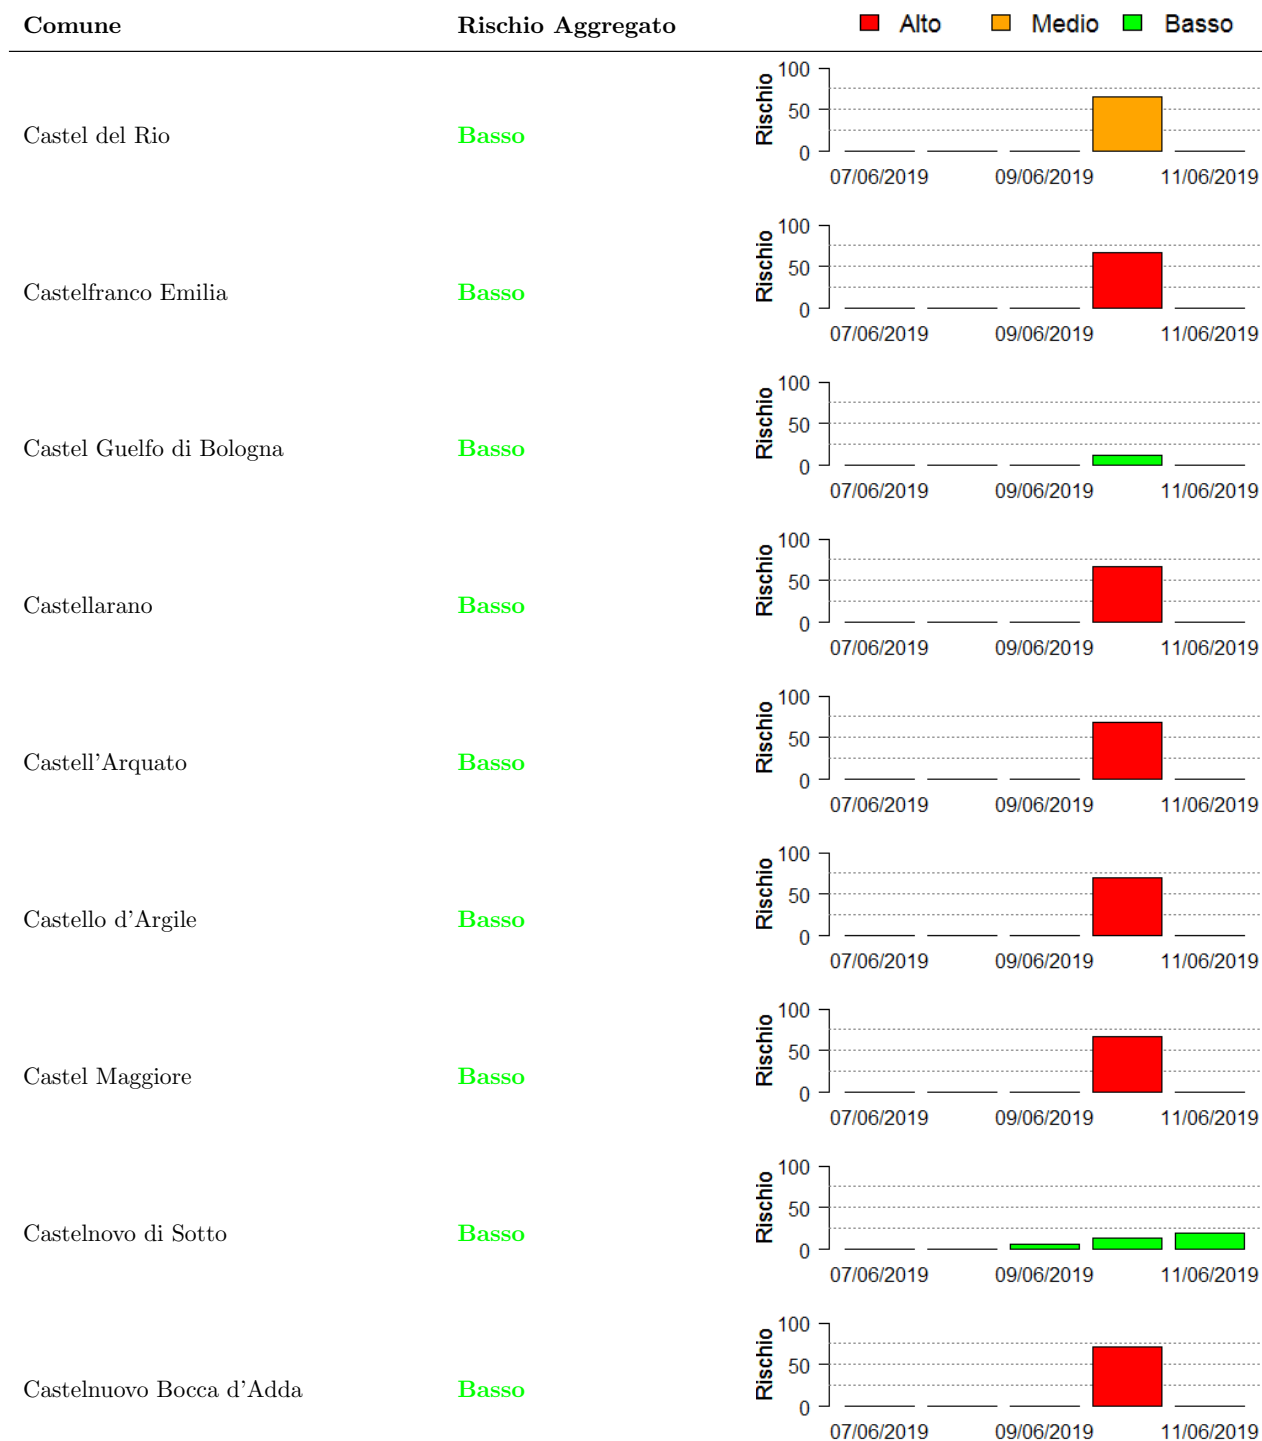 Comune Rischio Aggregato Alto Medio Basso
100
50
0
Rischio
Castel del Rio Basso
07/06/2019 09/06/2019 11/06/2019
100
50
0
Rischio
Castelfranco Emilia Basso
07/06/2019 09/06/2019 11/06/2019
100
50
0
Rischio
Castel Guelfo di Bologna Basso
07/06/2019 09/06/2019 11/06/2019
100
50
0
Rischio
Castellarano Basso
07/06/2019 09/06/2019 11/06/2019
100
50
0
Rischio
Castell'Arquato Basso
07/06/2019 09/06/2019 11/06/2019
100
50
0
Rischio
Castello d'Argile Basso
07/06/2019 09/06/2019 11/06/2019
100
50
0
Rischio
Castel Maggiore Basso
07/06/2019 09/06/2019 11/06/2019
100
50
0
Rischio
Castelnovo di Sotto Basso
07/06/2019 09/06/2019 11/06/2019
100
50
0
Rischio
Castelnuovo Bocca d'Adda Basso
07/06/2019 09/06/2019 11/06/2019